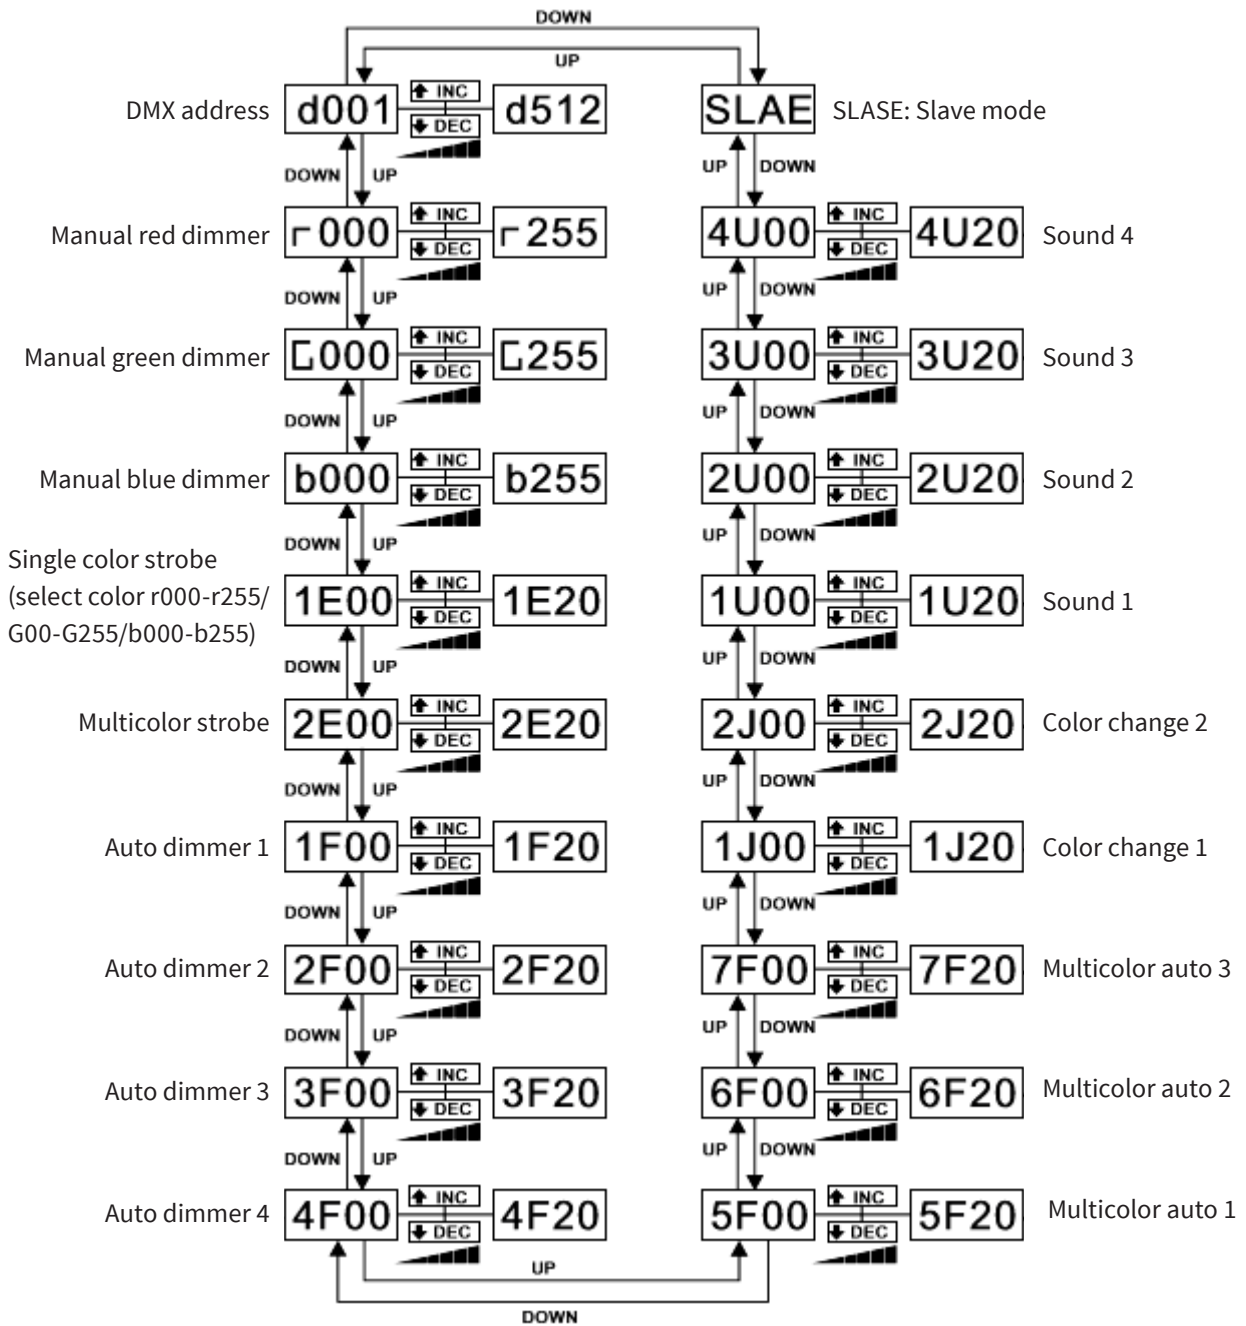 DOWN
UP
DMX address d001 INC DEC d512 SLAE SLASE: Slave mode
DOWN UP UP DOWN
Manual red dimmer r000 INC DEC r255 4U00 INC DEC 4U20 Sound 4
DOWN UP UP DOWN
Manual green dimmer G000 INC DEC G255 3U00 INC DEC 3U20 Sound 3
DOWN UP UP DOWN
Manual blue dimmer b000 INC DEC b255 2U00 INC DEC 2U20 Sound 2
DOWN UP UP DOWN
Single color strobe
(select color r000-r255/
G00-G255/b000-b255)
1E00 INC DEC 1E20 1U00 INC DEC 1U20 Sound 1
DOWN UP UP DOWN
Multicolor strobe 2E00 INC DEC 2E20 2J00 INC DEC 2J20 Color change 2
DOWN UP UP DOWN
Auto dimmer 1 1F00 INC DEC 1F20 1J00 INC DEC 1J20 Color change 1
DOWN UP UP DOWN
Auto dimmer 2 2F00 INC DEC 2F20 7F00 INC DEC 7F20 Multicolor auto 3
DOWN UP UP DOWN
Auto dimmer 3 3F00 INC DEC 3F20 6F00 INC DEC 6F20 Multicolor auto 2
DOWN UP UP DOWN
Auto dimmer 4 4F00 INC DEC 4F20 5F00 INC DEC 5F20 Multicolor auto 1
UP
DOWN